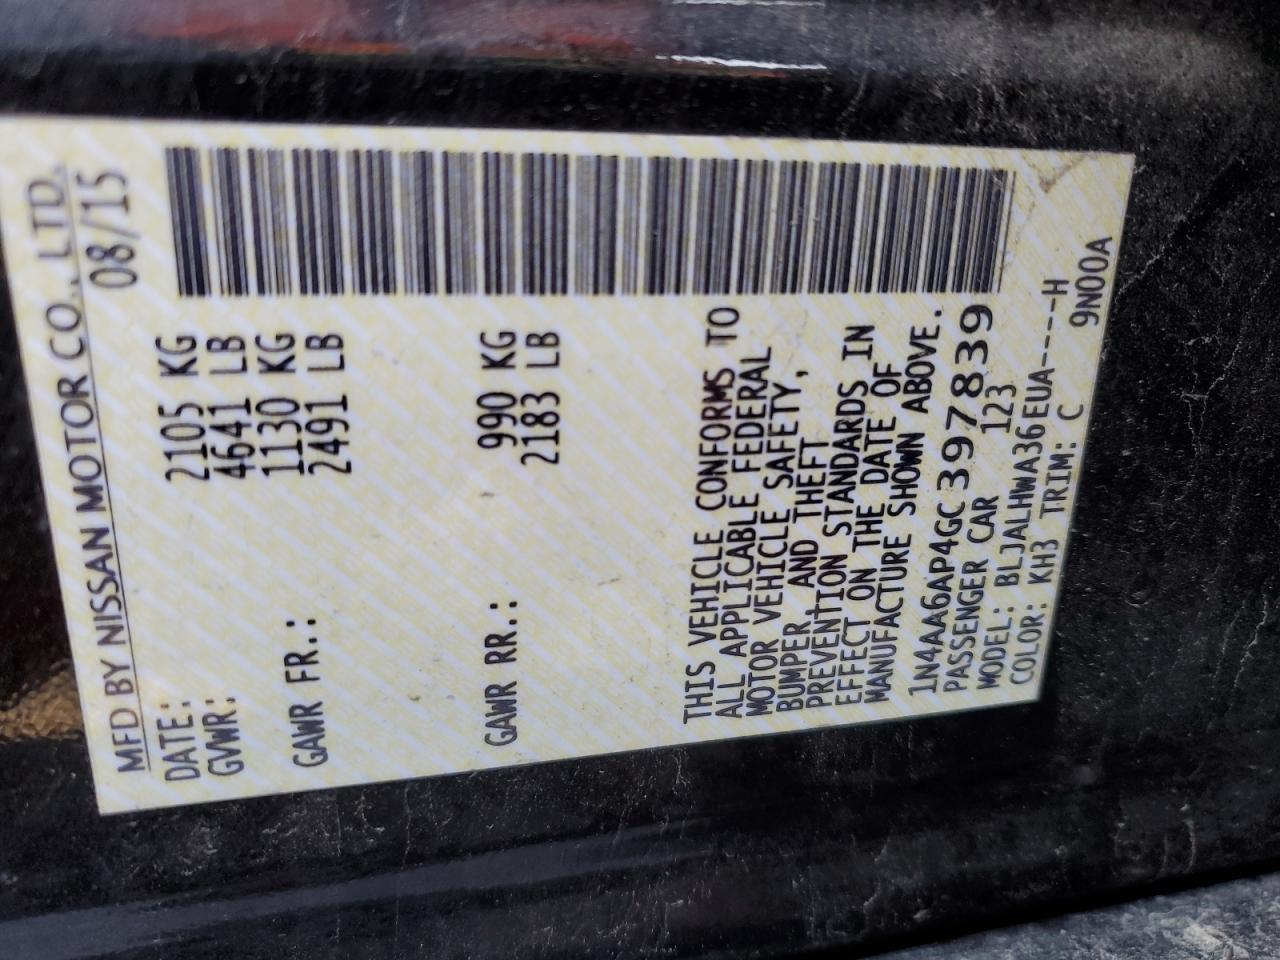 MFD BY NISSAN MOTOR CO., LTD.
DATE: 08/15
GVWR: 2105 KG
4641 LB
GAWR FR.: 1130 KG
2491 LB
GAWR RR.: 990 KG
2183 LB
THIS VEHICLE CONFORMS TO
ALL APPLICABLE FEDERAL
MOTOR VEHICLE SAFETY,
BUMPER, AND THEFT
PREVENTION STANDARDS IN
EFFECT ON THE DATE OF
MANUFACTURE SHOWN ABOVE.
1N4AA6AP4GC397839
PASSENGER CAR 123
MODEL: BLJALHWA36EUA----H
COLOR: KH3 TRIM: C 9N00A